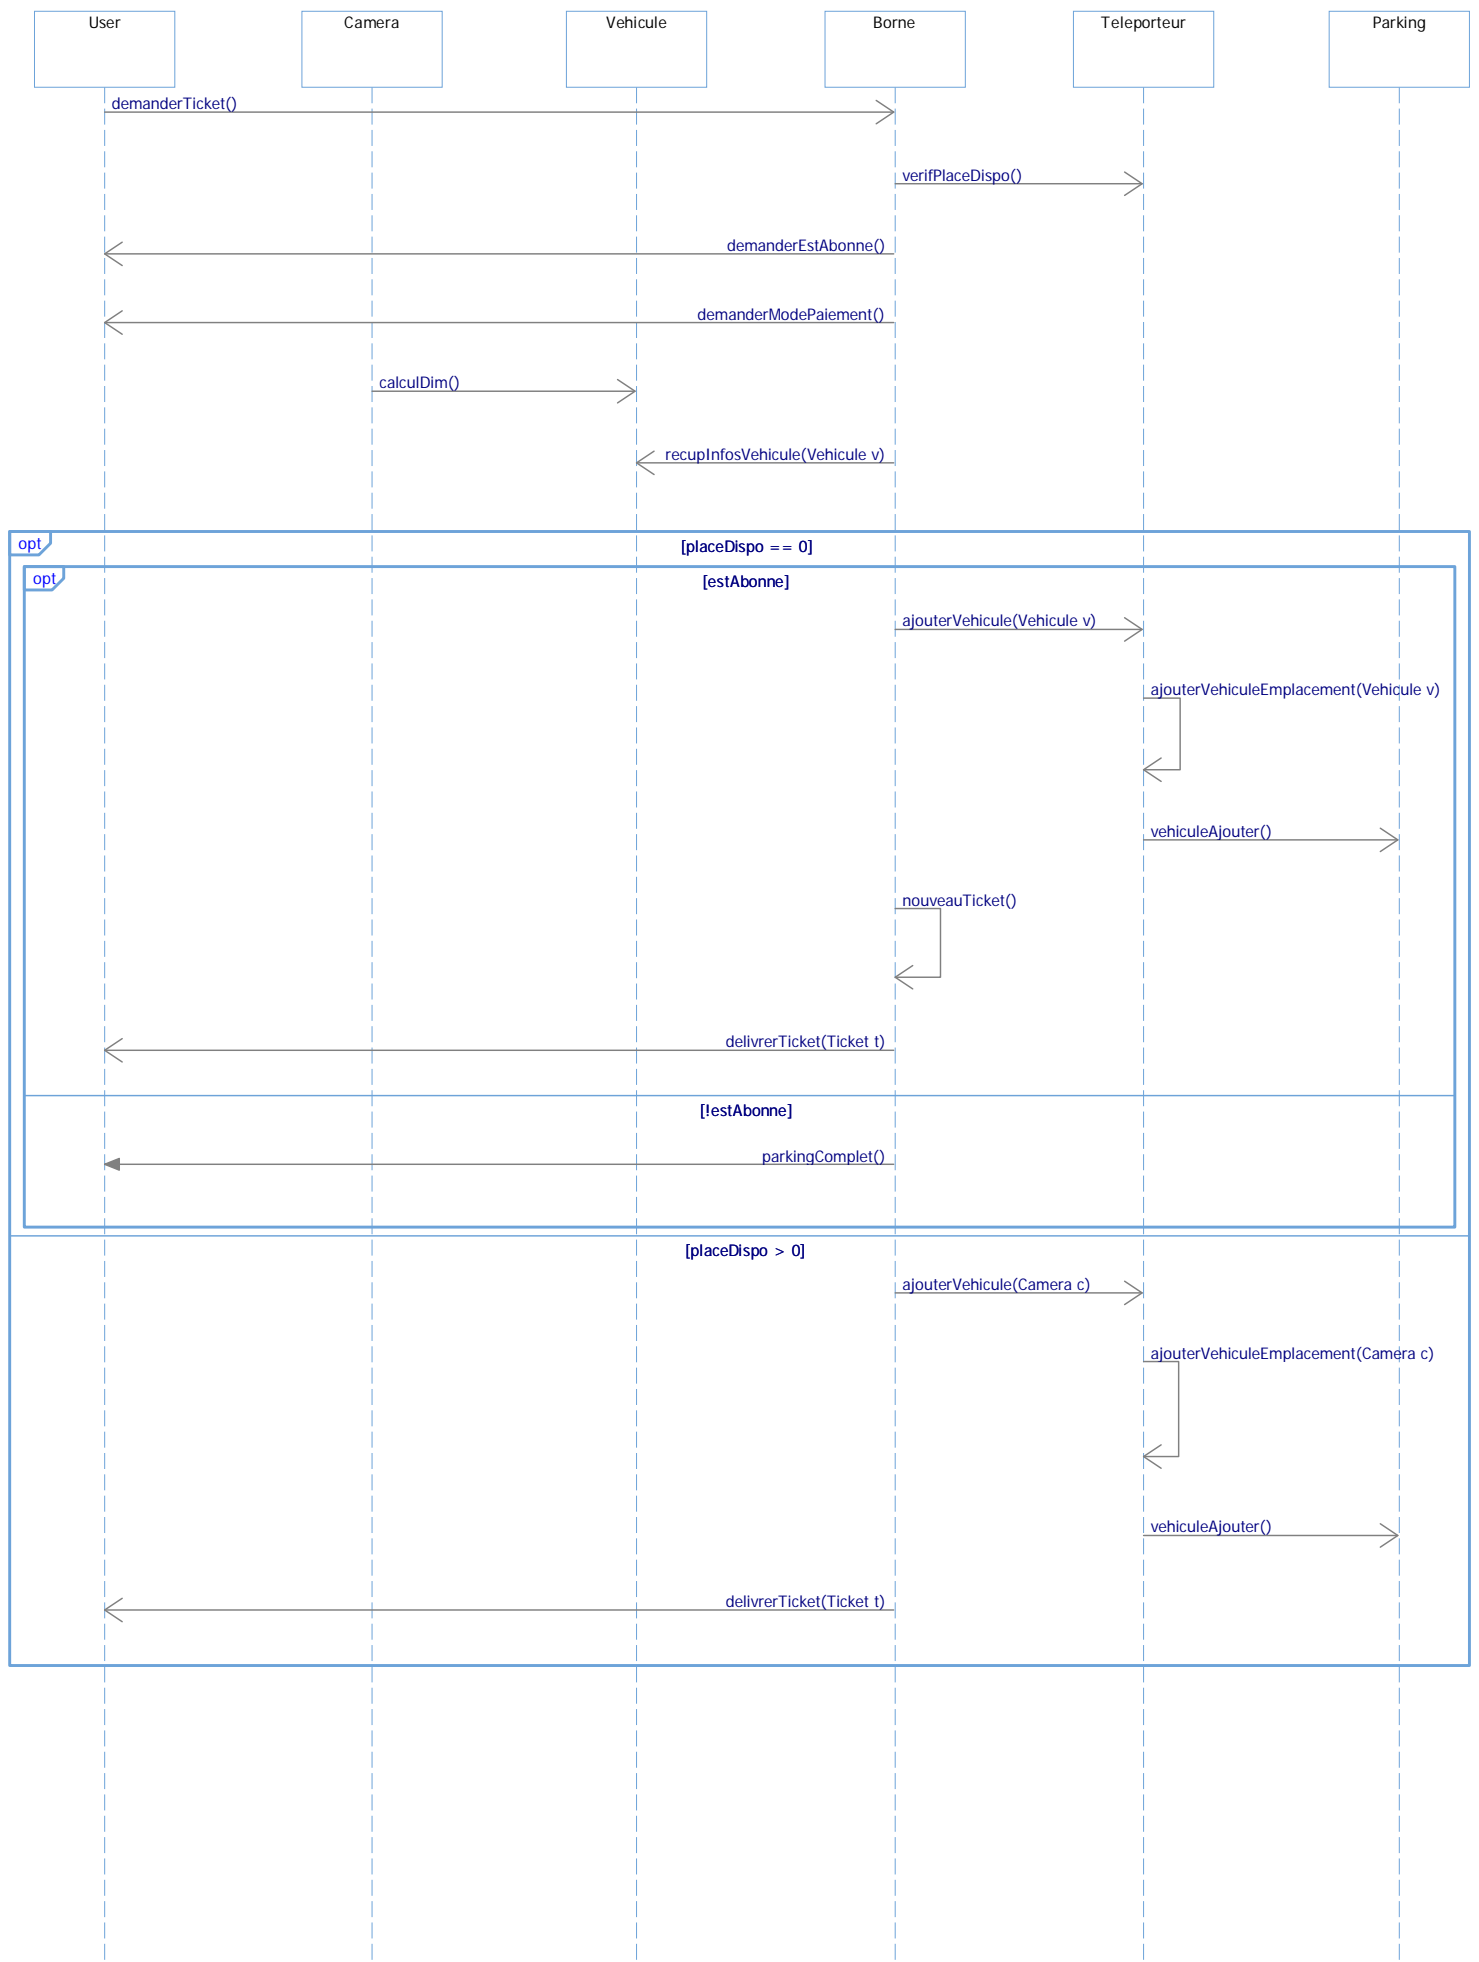 User
Camera
Vehicule
Borne
Teleporteur
Parking
demanderTicket()
verifPlaceDispo()
demanderEstAbonne()
demanderModePaiement()
calculDim()
recupInfosVehicule(Vehicule v)
opt
[placeDispo == 0]
opt
[estAbonne]
ajouterVehicule(Vehicule v)
ajouterVehiculeEmplacement(Vehicule v)
vehiculeAjouter()
nouveauTicket()
delivrerTicket(Ticket t)
[!estAbonne]
parkingComplet()
[placeDispo > 0]
ajouterVehicule(Camera c)
ajouterVehiculeEmplacement(Camera c)
vehiculeAjouter()
delivrerTicket(Ticket t)